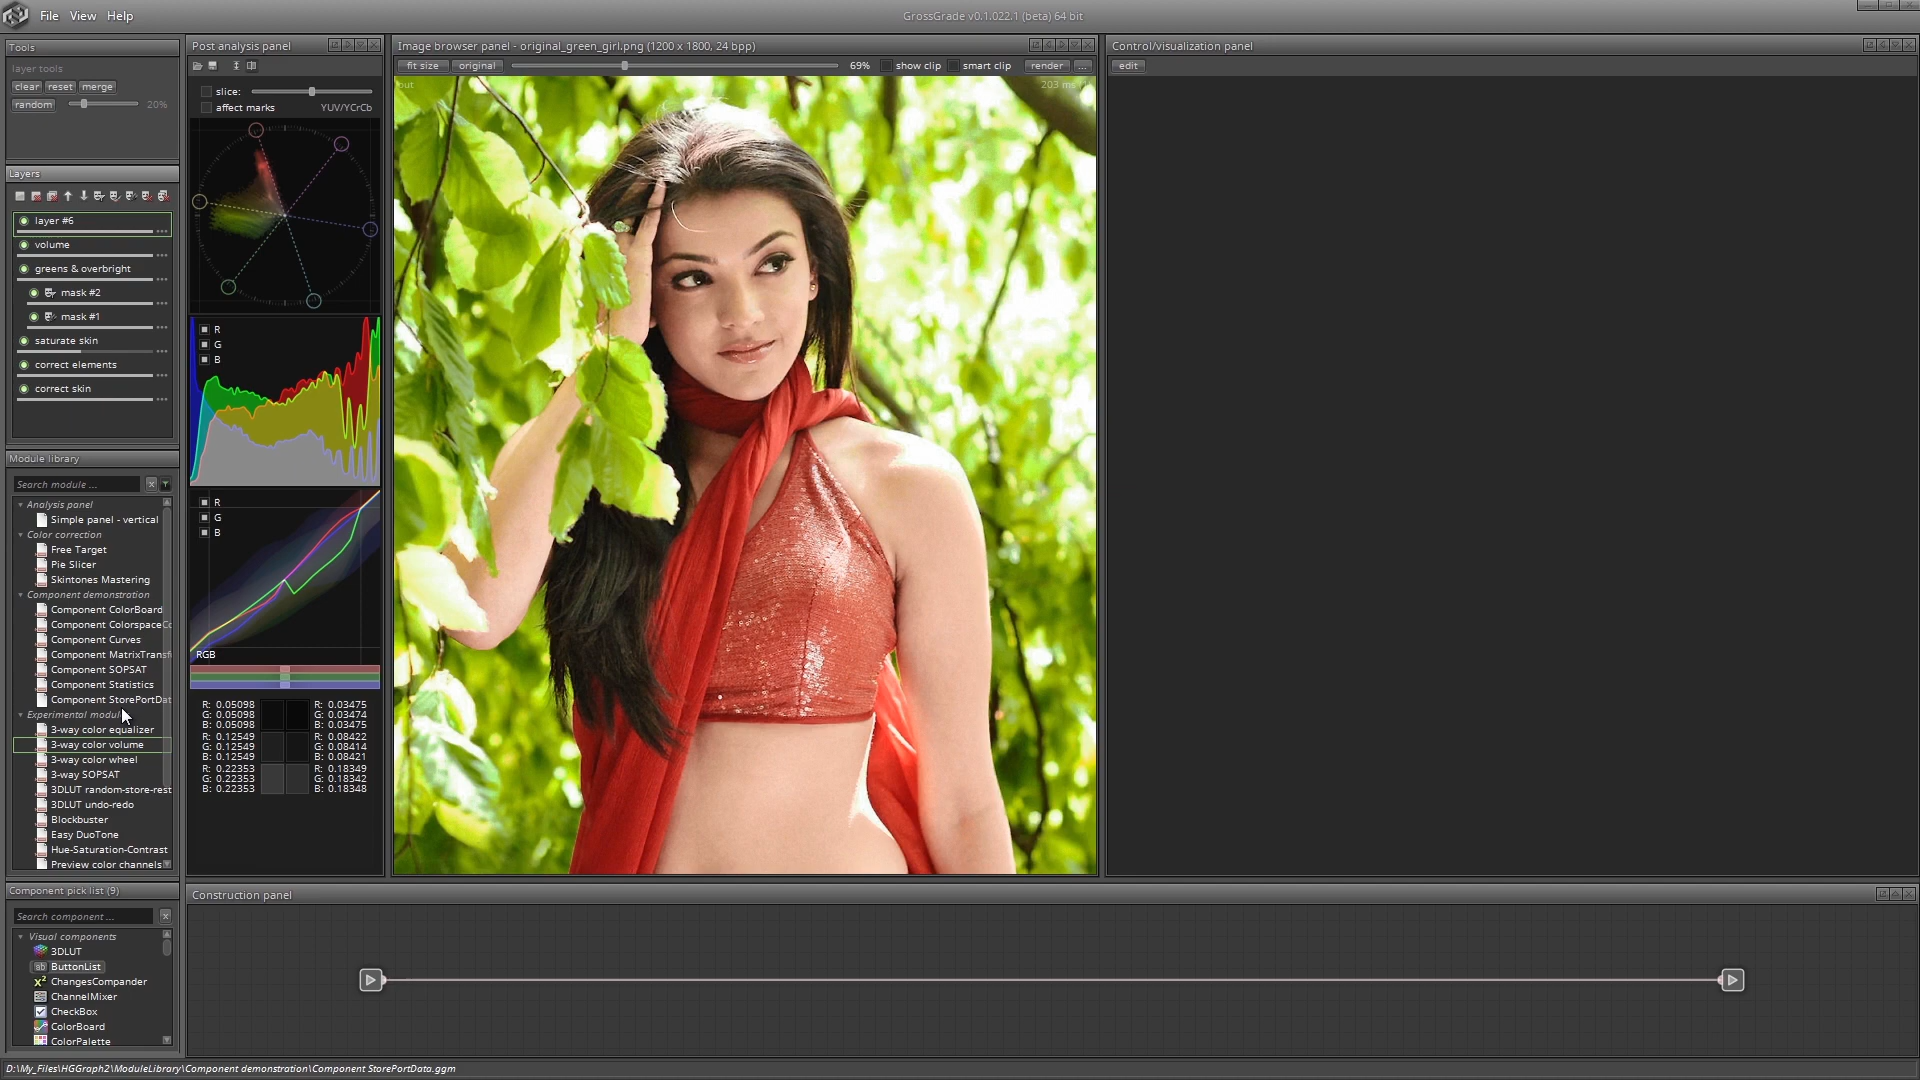 File View Help
GrossGrade v0.1.022.1 (beta) 64 bit
Tools
layer tools
clear reset merge
random 20%
Layers
layer #6
volume
greens & overbright
mask #2
mask #1
saturate skin
correct elements
correct skin
Module library
Search module ...
Analysis panel
Simple panel - vertical
Color correction
Free Target
Pie Slicer
Skintones Mastering
Component demonstration
Component ColorBoard
Component ColorspaceCo
Component Curves
Component MatrixTransf
Component SOPSAT
Component Statistics
Component StorePortDat
Experimental modul
3-way color equalizer
3-way color volume
3-way color wheel
3-way SOPSAT
3DLUT random-store-rest
3DLUT undo-redo
Blockbuster
Easy DuoTone
Hue-Saturation-Contrast
Preview color channels
Component pick list (9)
Search component ...
Visual components
3DLUT
ButtonList
ChangesCompander
ChannelMixer
CheckBox
ColorBoard
ColorPalette
Post analysis panel
slice:
affect marks YUV/YCrCb
R
G
B
R
G
B
RGB
R: 0.05098 R: 0.03475
G: 0.05098 G: 0.03474
B: 0.05098 B: 0.03475
R: 0.12549 R: 0.08422
G: 0.12549 G: 0.08414
B: 0.12549 B: 0.08421
R: 0.22353 R: 0.18349
G: 0.22353 G: 0.18342
B: 0.22353 B: 0.18348
Image browser panel - original_green_girl.png (1200 x 1800, 24 bpp)
fit size original 69% show clip smart clip render ...
out 203 ms
Control/visualization panel
edit
Construction panel
D:\My_Files\HGGraph2\ModuleLibrary\Component demonstration\Component StorePortData.ggm